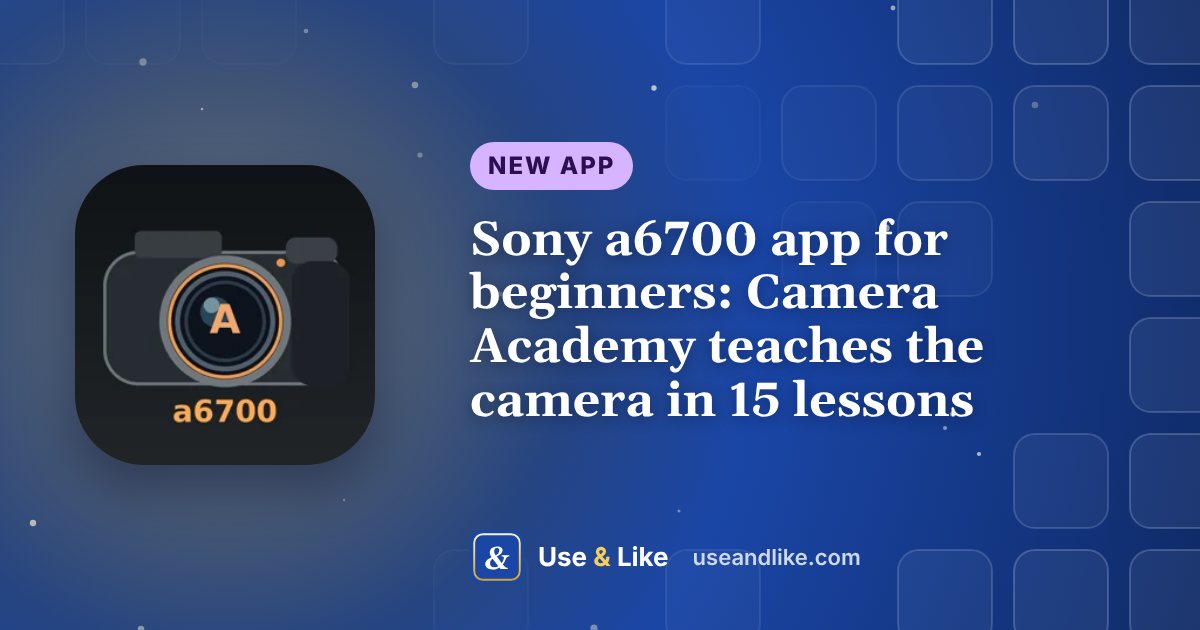 A
a6700
NEW APP
Sony a6700 app for
beginners: Camera
Academy teaches the
camera in 15 lessons
& Use & Like useandlike.com